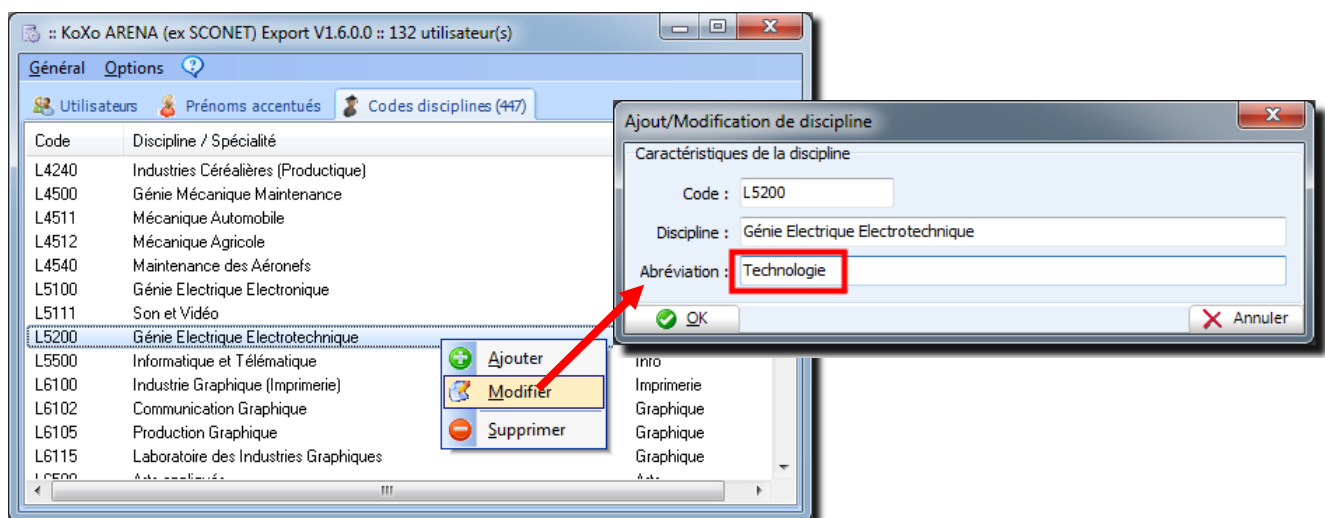 :: KoXo ARENA (ex SCONET) Export V1.6.0.0 :: 132 utilisateur(s)
Général Options
Utilisateurs Prénoms accentués Codes disciplines (447)
Code Discipline / Spécialité
L4240 Industries Céréalières (Productique)
L4500 Génie Mécanique Maintenance
L4511 Mécanique Automobile
L4512 Mécanique Agricole
L4540 Maintenance des Aéronefs
L5100 Génie Electrique Electronique
L5111 Son et Vidéo
L5200 Génie Electrique Electrotechnique
L5500 Informatique et Télématique Info
L6100 Industrie Graphique (Imprimerie) Imprimerie
L6102 Communication Graphique Graphique
L6105 Production Graphique Graphique
L6115 Laboratoire des Industries Graphiques Graphique
Ajouter
Modifier
Supprimer
Ajout/Modification de discipline
Caractéristiques de la discipline
Code : L5200
Discipline : Génie Electrique Electrotechnique
Abréviation : Technologie
OK Annuler